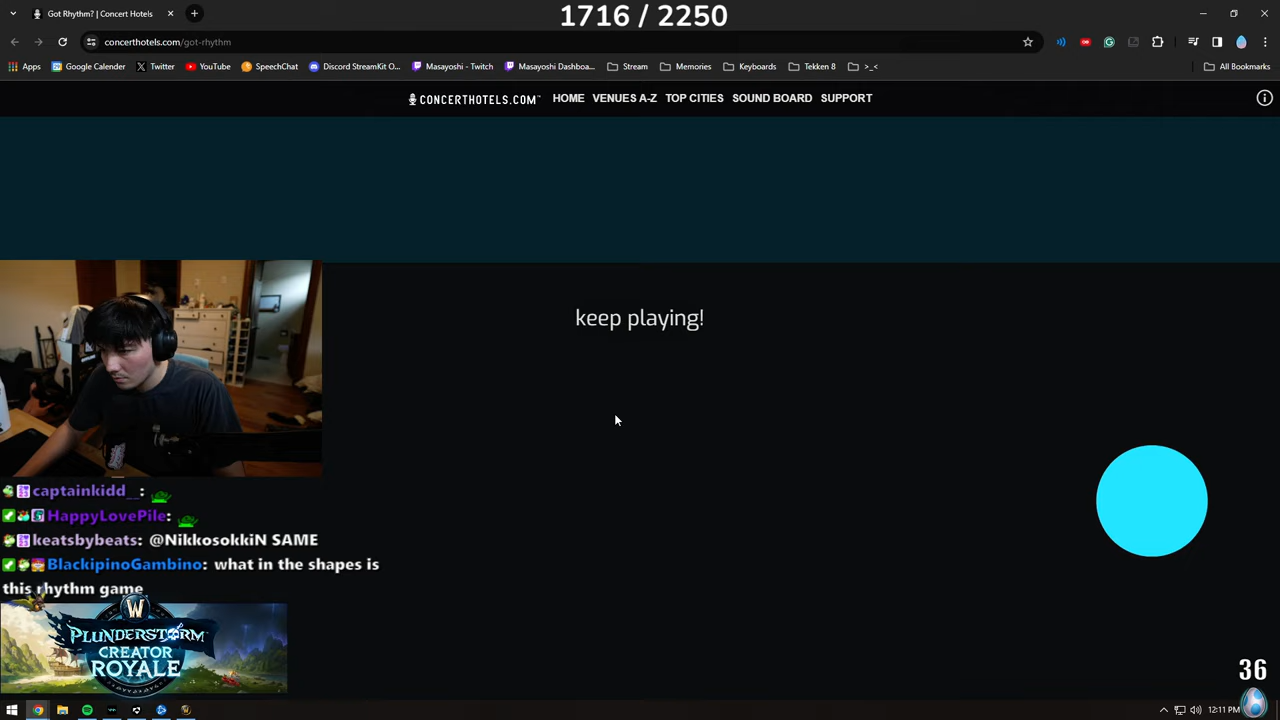 Got Rhythm? | Concert Hotels
1716 / 2250
concerthotels.com/got-rhythm
Apps
Google Calender
Twitter
YouTube
SpeechChat
Discord StreamKit O...
Masayoshi - Twitch
Masayoshi Dashboa...
Stream
Memories
Keyboards
Tekken 8
>_<
All Bookmarks
CONCERTHOTELS.COM
HOME
VENUES A-Z
TOP CITIES
SOUND BOARD
SUPPORT
keep playing!
captainkidd__:
HappyLovePile:
keatsbybeats: @NikkosokkiN SAME
BlackipinoGambino: what in the shapes is
this rhythm game
W
PLUNDERSTORM
CREATOR
ROYALE
36
12:11 PM